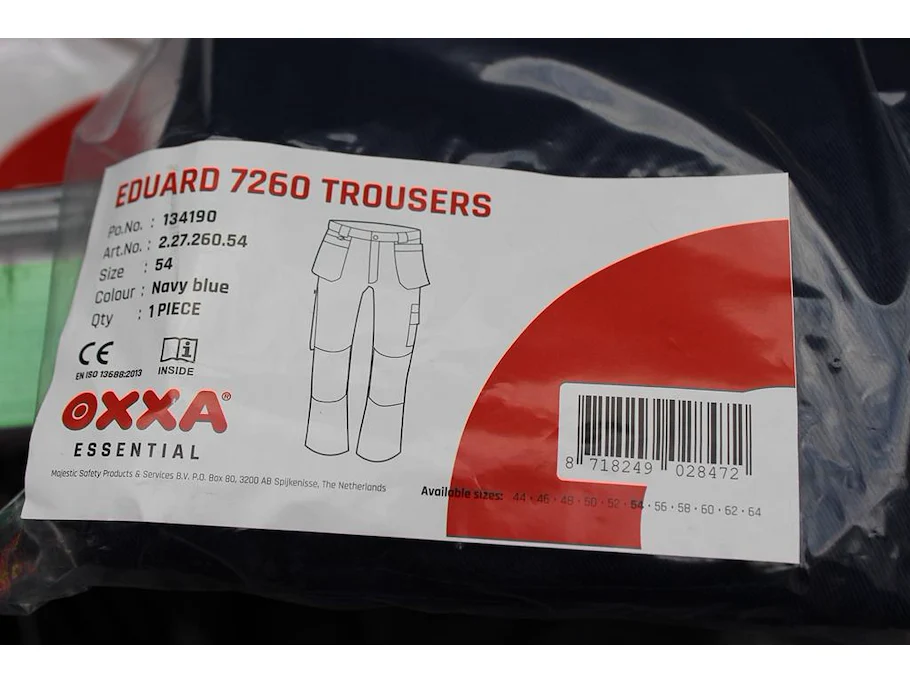 EDUARD 7260 TROUSERS
Po.No. : 134190
Art.No. : 2.27.260.54
Size : 54
Colour : Navy blue
Qty : 1 PIECE
CE
EN ISO 13688:2013
i
INSIDE
OXXA®
ESSENTIAL
Majestic Safety Products & Services B.V. P.O. Box 80, 3200 AB Spijkenisse, The Netherlands
8 718249 028472
Available sizes: 44 • 46 • 48 • 50 • 52 • 54 • 56 • 58 • 60 • 62 • 64